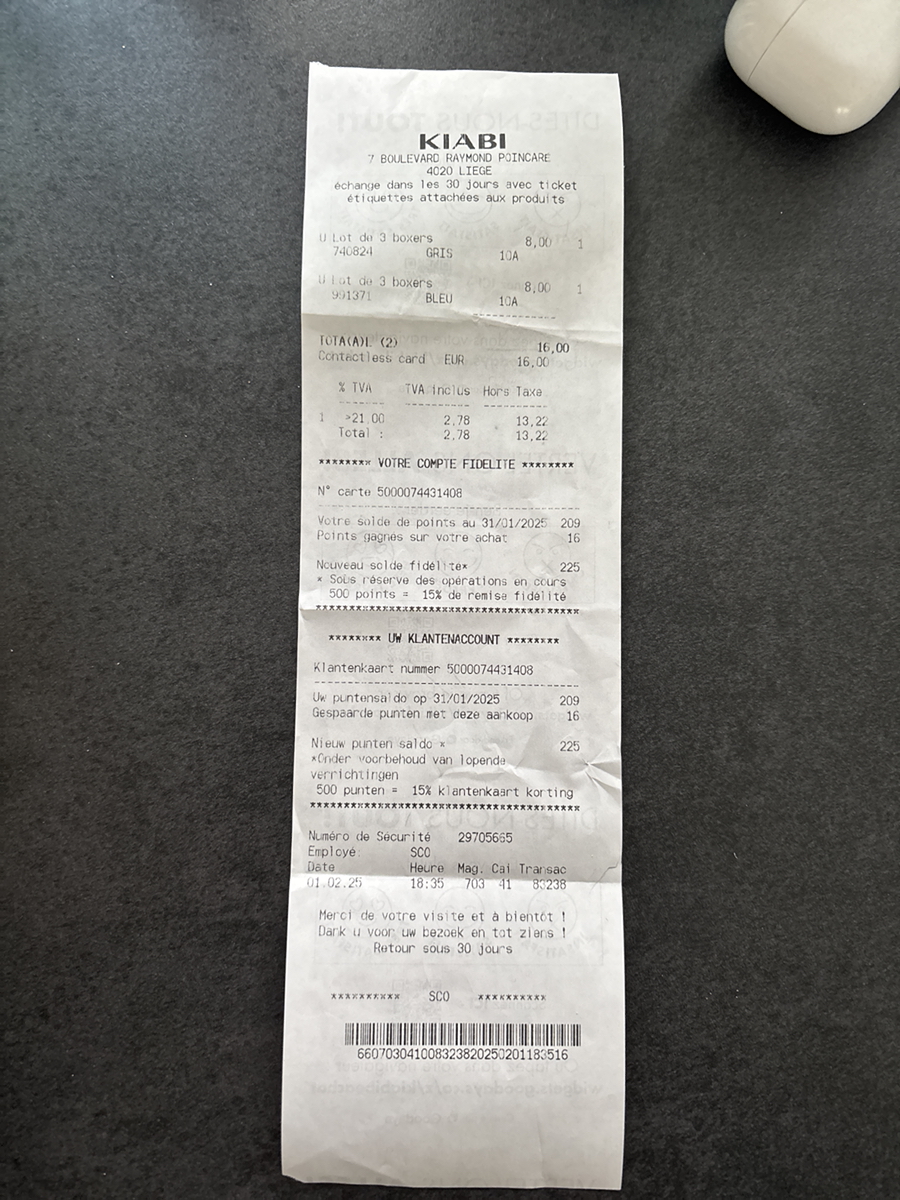 KIABI
7 BOULEVARD RAYMOND POINCARE
4020 LIEGE
échange dans les 30 jours avec ticket
étiquettes attachées aux produits
U Lot de 3 boxers 8,00 1
740824 GRIS 10A
U Lot de 3 boxers 8,00 1
991371 BLEU 10A
------------
TOTA(A)L (2) 16,00
Contactless card EUR 16,00
% TVA TVA inclus Hors Taxe
------- --------- ---------
1 >21,00 2,78 13,22
Total : 2,78 13,22
******** VOTRE COMPTE FIDELITE ********
N° carte 5000074431408
---------------------------------------
Votre solde de points au 31/01/2025 209
Points gagnés sur votre achat 16
Nouveau solde fidélité* 225
* Sous réserve des opérations en cours
500 points = 15% de remise fidélité
****************************************
******** UW KLANTENACCOUNT ********
Klantenkaart nummer 5000074431408
----------------------------------------
Uw puntensaldo op 31/01/2025 209
Gespaarde punten met deze aankoop 16
Nieuw punten saldo * 225
*Onder voorbehoud van lopende
verrichtingen
500 punten = 15% klantenkaart korting
****************************************
Numéro de Sécurité 29705665
Employé: SCO
Date Heure Mag. Cai Transac
01.02.25 18:35 703 41 83238
Merci de votre visite et à bientôt !
Dank u voor uw bezoek en tot ziens !
Retour sous 30 jours
********** SCO **********
660703041008323820250201183516